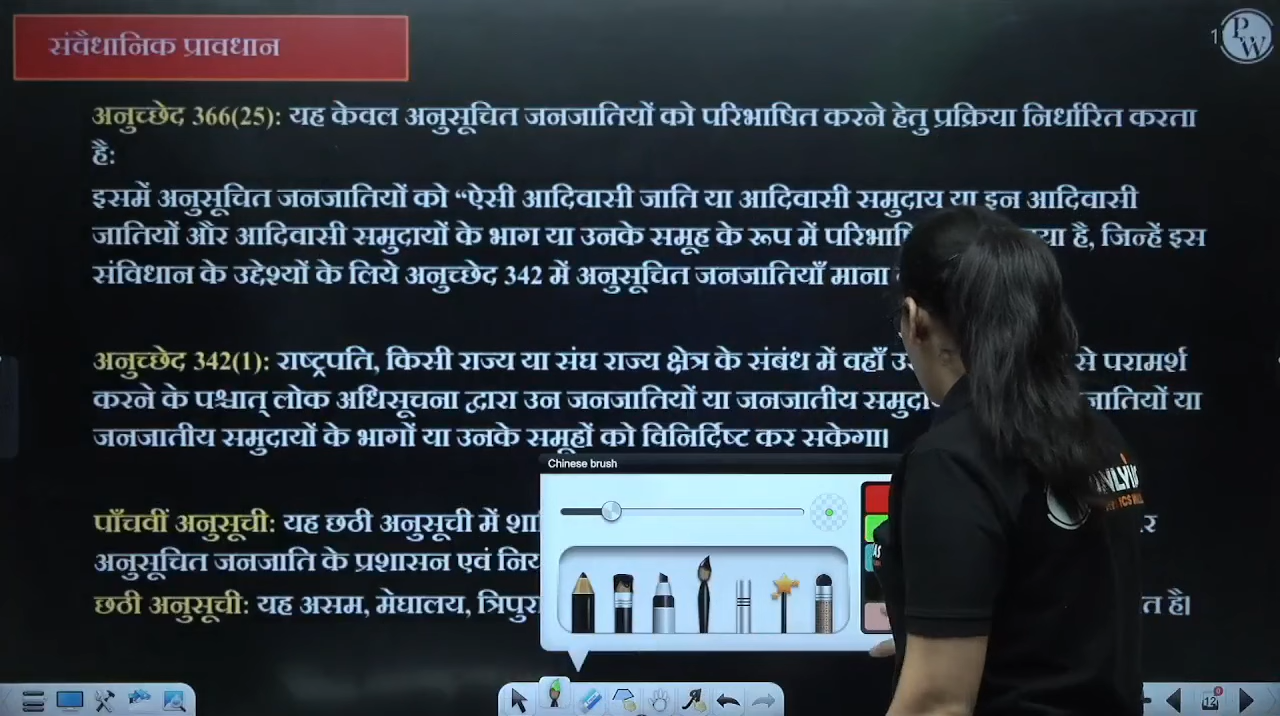 संवैधानिक प्रावधान
PW
1
अनुच्छेद 366(25): यह केवल अनुसूचित जनजातियों को परिभाषित करने हेतु प्रक्रिया निर्धारित करता
है:
इसमें अनुसूचित जनजातियों को “ऐसी आदिवासी जाति या आदिवासी समुदाय या इन आदिवासी
जातियों और आदिवासी समुदायों के भाग या उनके समूह के रूप में है, जिन्हें इस
संविधान के उद्देश्यों के लिये अनुच्छेद 342 में अनुसूचित जनजातियाँ माना
अनुच्छेद 342(1): राष्ट्रपति, किसी राज्य या संघ राज्य क्षेत्र के संबंध में वहाँ से परामर्श
करने के पश्चात् लोक अधिसूचना द्वारा उन जनजातियों या जनजातीय या
जनजातीय समुदायों के भागों या उनके समूहों को विनिर्दिष्ट कर सकेगा।
Chinese brush
पाँचवीं अनुसूची: यह छठी अनुसूची में
अनुसूचित जनजाति के प्रशासन एवं
छठी अनुसूची: यह असम, मेघालय, है।
12